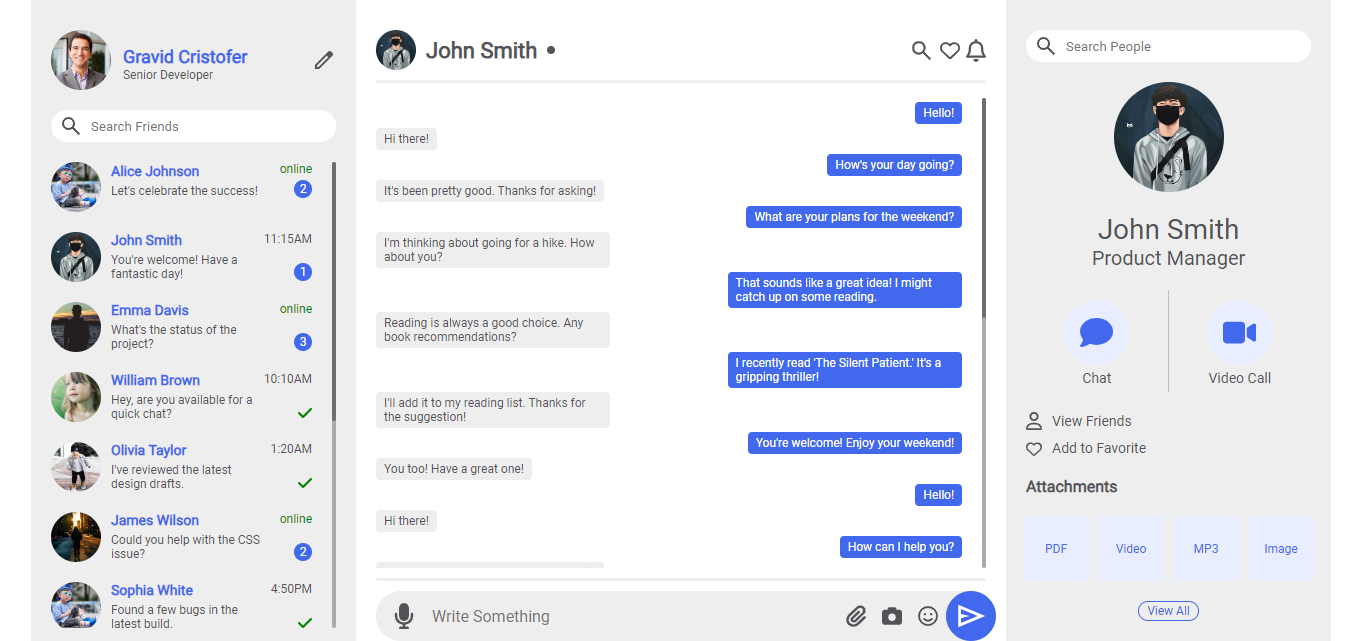 Gravid Cristofer
Senior Developer
Search Friends
Alice Johnson
online
Let's celebrate the success!
2
John Smith
11:15AM
You're welcome! Have a
fantastic day!
1
Emma Davis
online
What's the status of the
project?
3
William Brown
10:10AM
Hey, are you available for a
quick chat?
Olivia Taylor
1:20AM
I've reviewed the latest
design drafts.
James Wilson
online
Could you help with the CSS
issue?
2
Sophia White
4:50PM
Found a few bugs in the
latest build.
John Smith
Hello!
Hi there!
How's your day going?
It's been pretty good. Thanks for asking!
What are your plans for the weekend?
I'm thinking about going for a hike. How
about you?
That sounds like a great idea! I might
catch up on some reading.
Reading is always a good choice. Any
book recommendations?
I recently read 'The Silent Patient.' It's a
gripping thriller!
I'll add it to my reading list. Thanks for
the suggestion!
You're welcome! Enjoy your weekend!
You too! Have a great one!
Hello!
Hi there!
How can I help you?
Write Something
Search People
John Smith
Product Manager
Chat
Video Call
View Friends
Add to Favorite
Attachments
PDF
Video
MP3
Image
View All